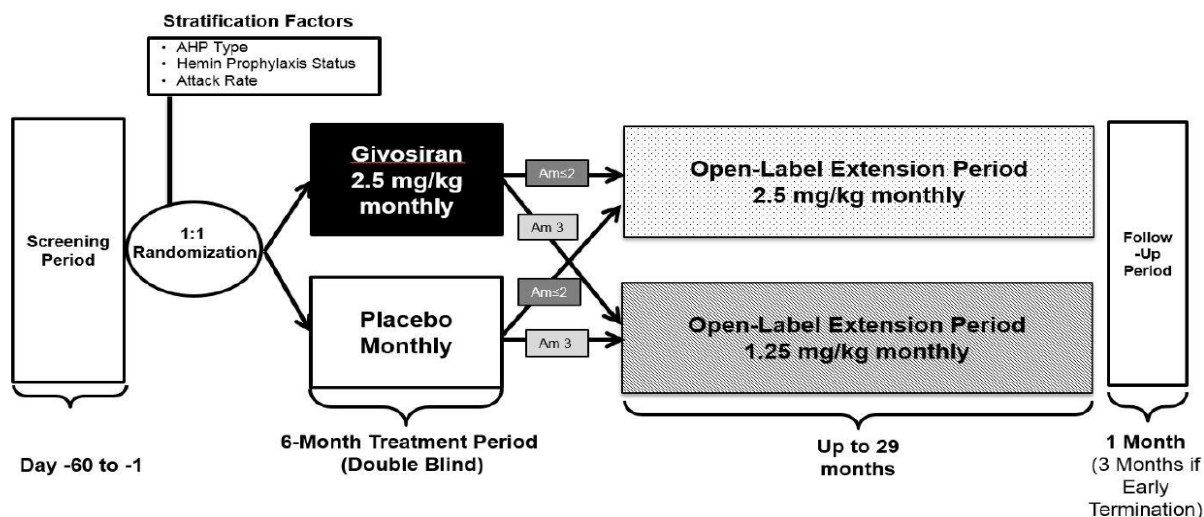 Stratification Factors
• AHP Type
• Hemin Prophylaxis Status
• Attack Rate
Screening
Period
1:1
Randomization
Givosiran
2.5 mg/kg
monthly
Placebo
Monthly
Am≤2
Am 3
Am≤2
Am 3
Open-Label Extension Period
2.5 mg/kg monthly
Open-Label Extension Period
1.25 mg/kg monthly
Follow
-Up
Period
Day -60 to -1
6-Month Treatment Period
(Double Blind)
Up to 29
months
1 Month
(3 Months if
Early
Termination)